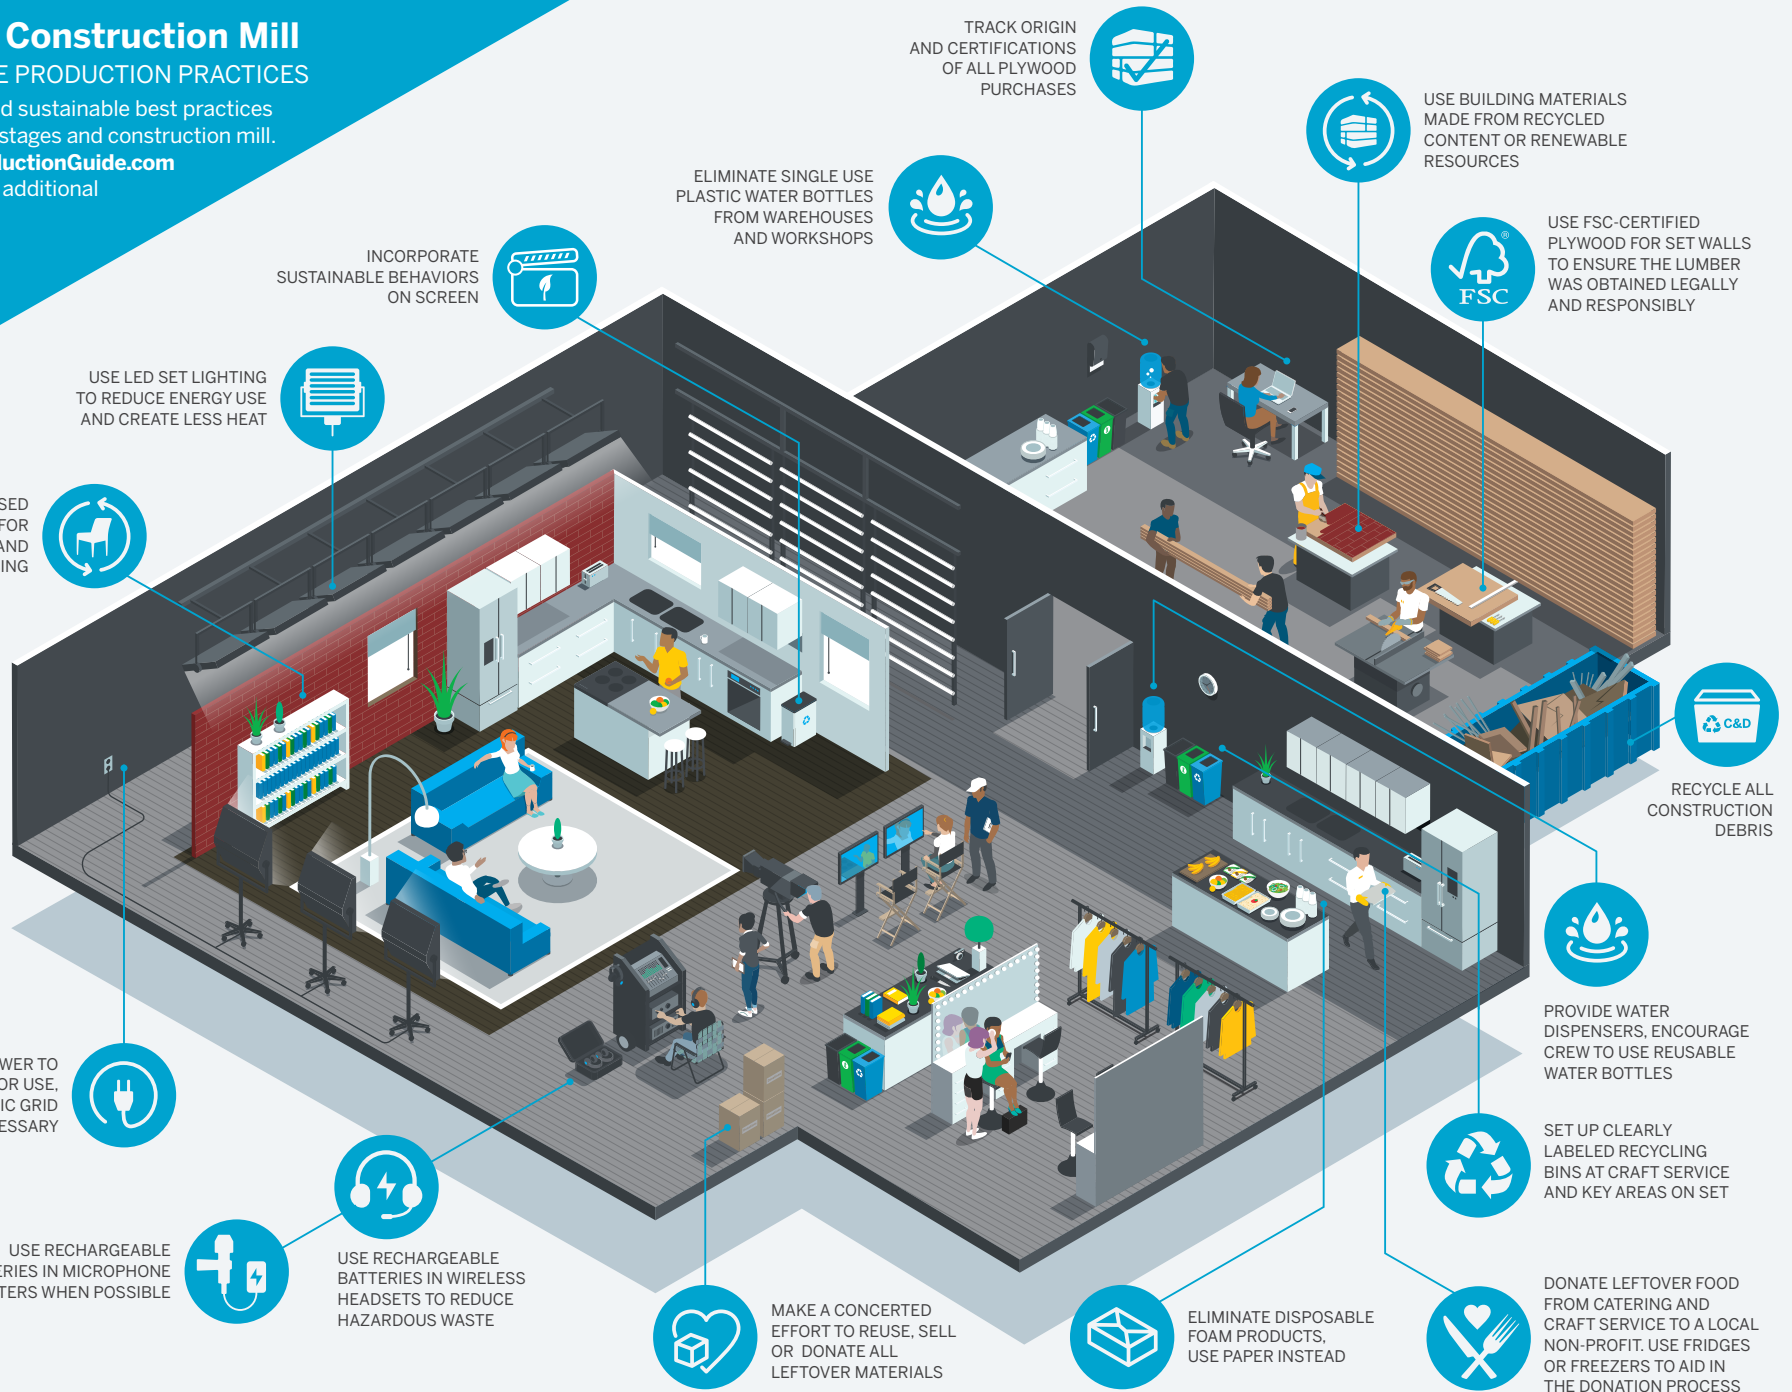 Construction Mill
E PRODUCTION PRACTICES
d sustainable best practices
stages and construction mill.
ductionGuide.com
additional
TRACK ORIGIN
AND CERTIFICATIONS
OF ALL PLYWOOD
PURCHASES
USE BUILDING MATERIALS
MADE FROM RECYCLED
CONTENT OR RENEWABLE
RESOURCES
ELIMINATE SINGLE USE
PLASTIC WATER BOTTLES
FROM WAREHOUSES
AND WORKSHOPS
USE FSC-CERTIFIED
PLYWOOD FOR SET WALLS
TO ENSURE THE LUMBER
WAS OBTAINED LEGALLY
AND RESPONSIBLY
®
FSC
INCORPORATE
SUSTAINABLE BEHAVIORS
ON SCREEN
USE LED SET LIGHTING
TO REDUCE ENERGY USE
AND CREATE LESS HEAT
SED
FOR
AND
ING
C&D
RECYCLE ALL
CONSTRUCTION
DEBRIS
PROVIDE WATER
DISPENSERS, ENCOURAGE
CREW TO USE REUSABLE
WATER BOTTLES
WER TO
OR USE,
IC GRID
ESSARY
SET UP CLEARLY
LABELED RECYCLING
BINS AT CRAFT SERVICE
AND KEY AREAS ON SET
USE RECHARGEABLE
ERIES IN MICROPHONE
TERS WHEN POSSIBLE
USE RECHARGEABLE
BATTERIES IN WIRELESS
HEADSETS TO REDUCE
HAZARDOUS WASTE
MAKE A CONCERTED
EFFORT TO REUSE, SELL
OR DONATE ALL
LEFTOVER MATERIALS
ELIMINATE DISPOSABLE
FOAM PRODUCTS,
USE PAPER INSTEAD
DONATE LEFTOVER FOOD
FROM CATERING AND
CRAFT SERVICE TO A LOCAL
NON-PROFIT. USE FRIDGES
OR FREEZERS TO AID IN
THE DONATION PROCESS